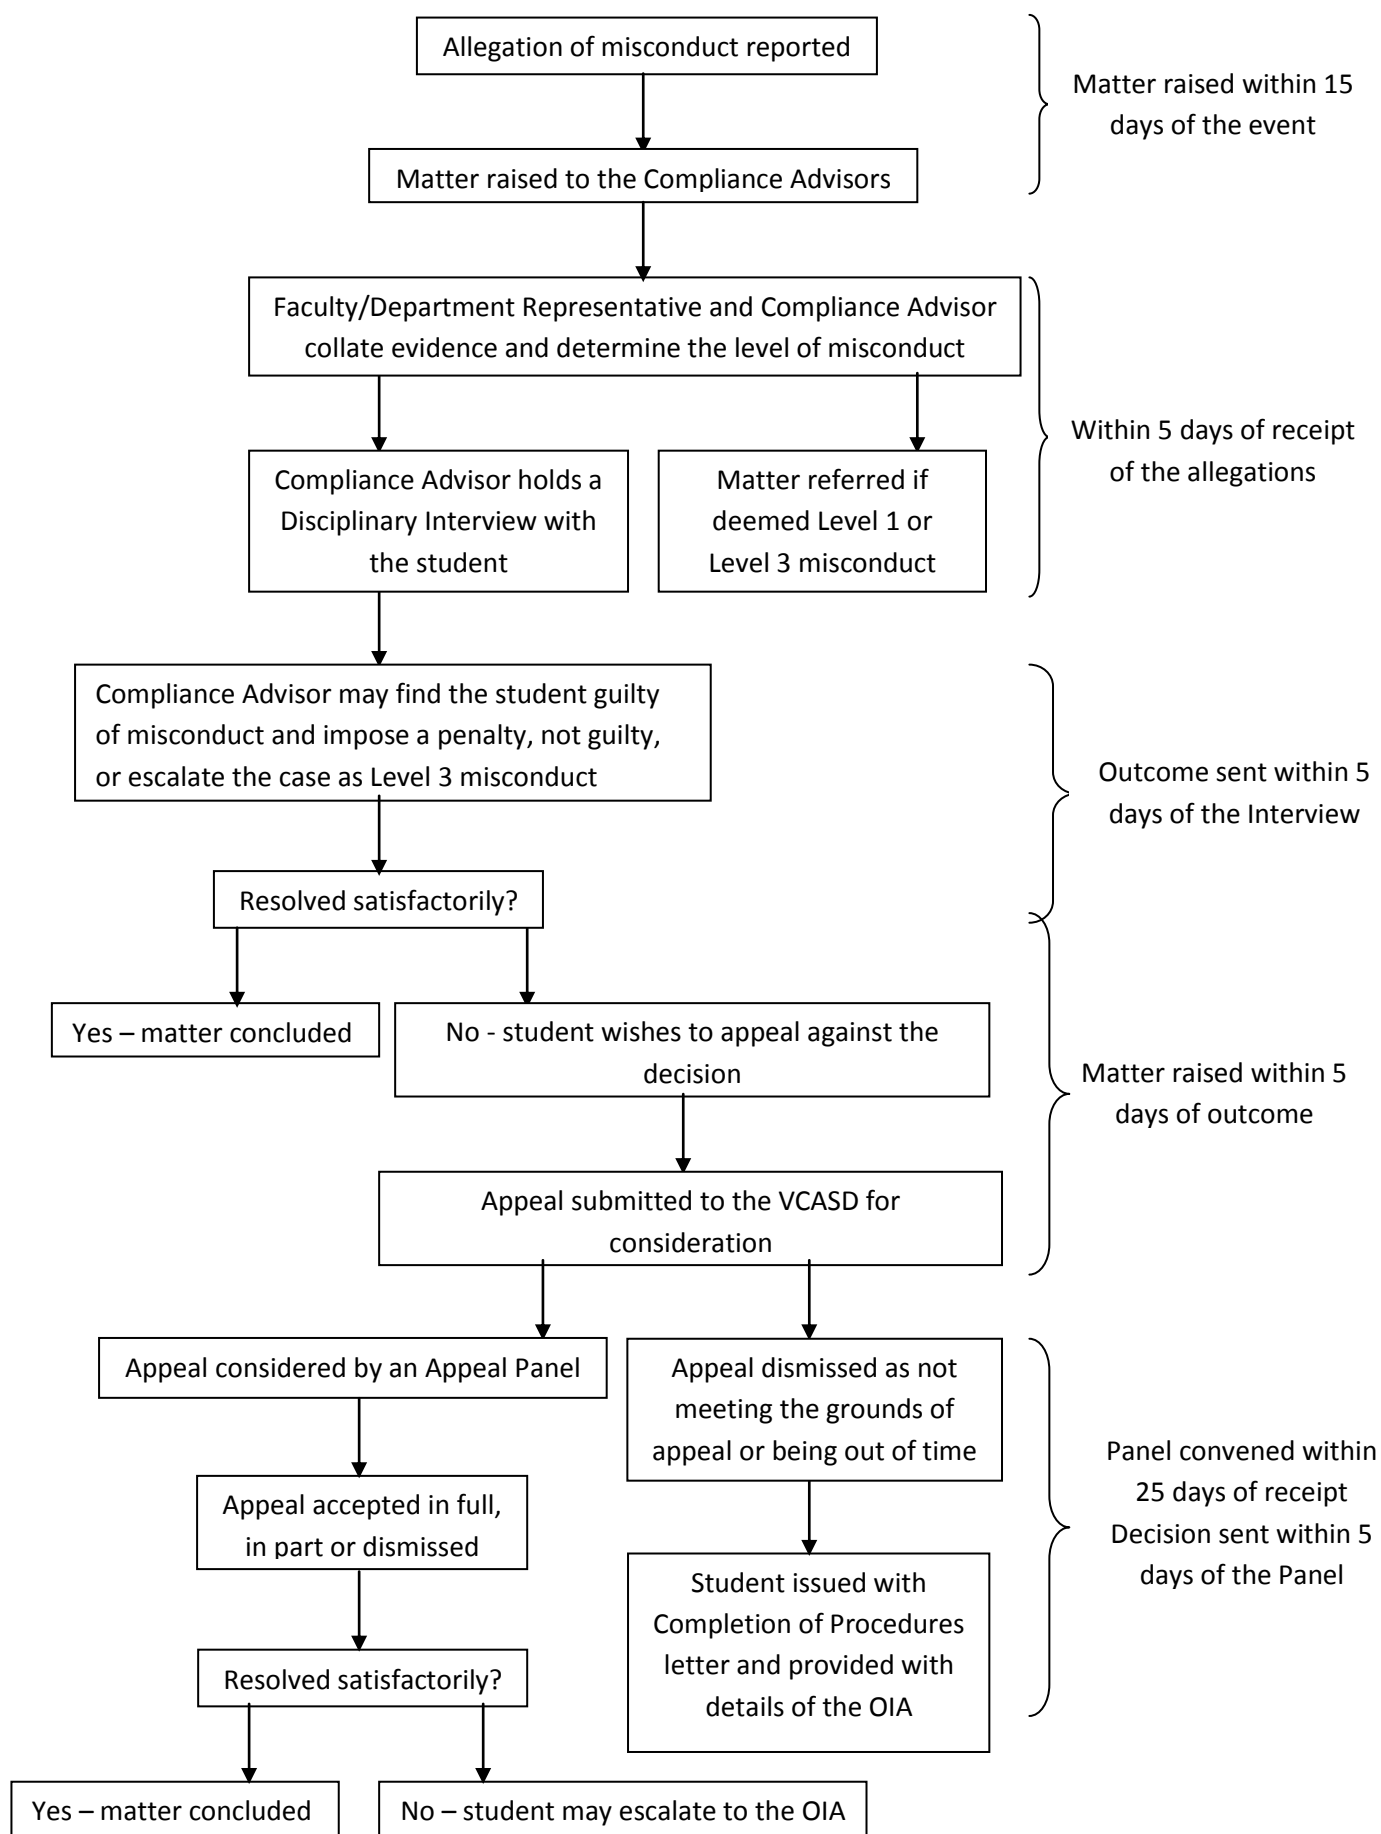 Allegation of misconduct reported
Matter raised within 15
days of the event
Matter raised to the Compliance Advisors
Faculty/Department Representative and Compliance Advisor
collate evidence and determine the level of misconduct
Within 5 days of receipt
of the allegations
Compliance Advisor holds a
Disciplinary Interview with
the student
Matter referred if
deemed Level 1 or
Level 3 misconduct
Compliance Advisor may find the student guilty
of misconduct and impose a penalty, not guilty,
or escalate the case as Level 3 misconduct
Outcome sent within 5
days of the Interview
Resolved satisfactorily?
Yes – matter concluded
No - student wishes to appeal against the
decision
Matter raised within 5
days of outcome
Appeal submitted to the VCASD for
consideration
Appeal considered by an Appeal Panel
Appeal dismissed as not
meeting the grounds of
appeal or being out of time
Panel convened within
25 days of receipt
Decision sent within 5
days of the Panel
Appeal accepted in full,
in part or dismissed
Student issued with
Completion of Procedures
letter and provided with
details of the OIA
Resolved satisfactorily?
Yes – matter concluded
No – student may escalate to the OIA